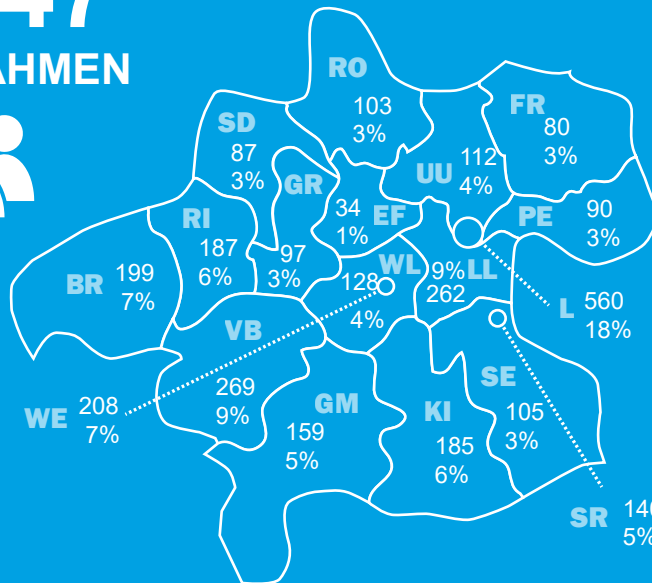 47
AHMEN
RO
103
3%
FR
80
3%
SD
87
3%
GR
97
3%
UU
112
4%
34
EF
1%
PE
90
3%
RI
187
6%
BR
199
7%
WL
128
4%
9% LL
262
L 560
18%
VB
269
9%
WE 208
7%
GM
159
5%
KI
185
6%
SE
105
3%
SR
5%